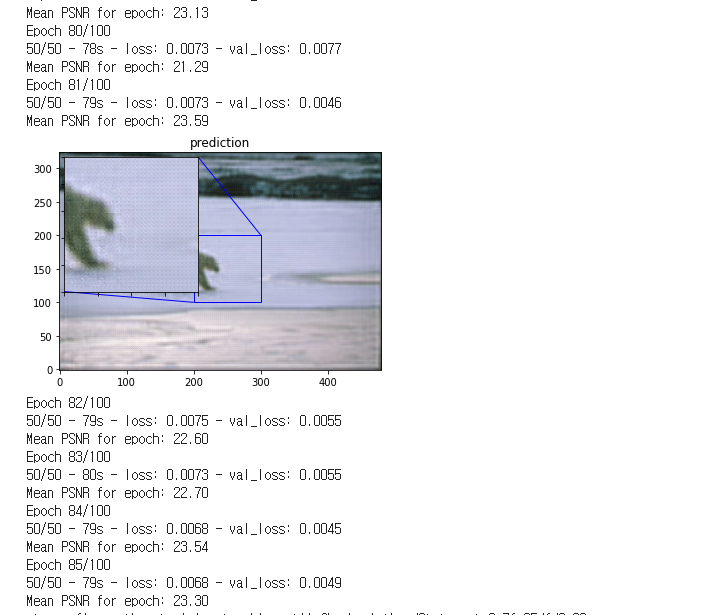 Mean PSNR for epoch: 23.13
Epoch 80/100
50/50 - 78s - loss: 0.0073 - val_loss: 0.0077
Mean PSNR for epoch: 21.29
Epoch 81/100
50/50 - 79s - loss: 0.0073 - val_loss: 0.0046
Mean PSNR for epoch: 23.59
prediction
300
250
200
150
100
50
0
0 100 200 300 400
Epoch 82/100
50/50 - 79s - loss: 0.0075 - val_loss: 0.0055
Mean PSNR for epoch: 22.60
Epoch 83/100
50/50 - 80s - loss: 0.0073 - val_loss: 0.0055
Mean PSNR for epoch: 22.70
Epoch 84/100
50/50 - 79s - loss: 0.0068 - val_loss: 0.0045
Mean PSNR for epoch: 23.54
Epoch 85/100
50/50 - 79s - loss: 0.0068 - val_loss: 0.0049
Mean PSNR for epoch: 23.30